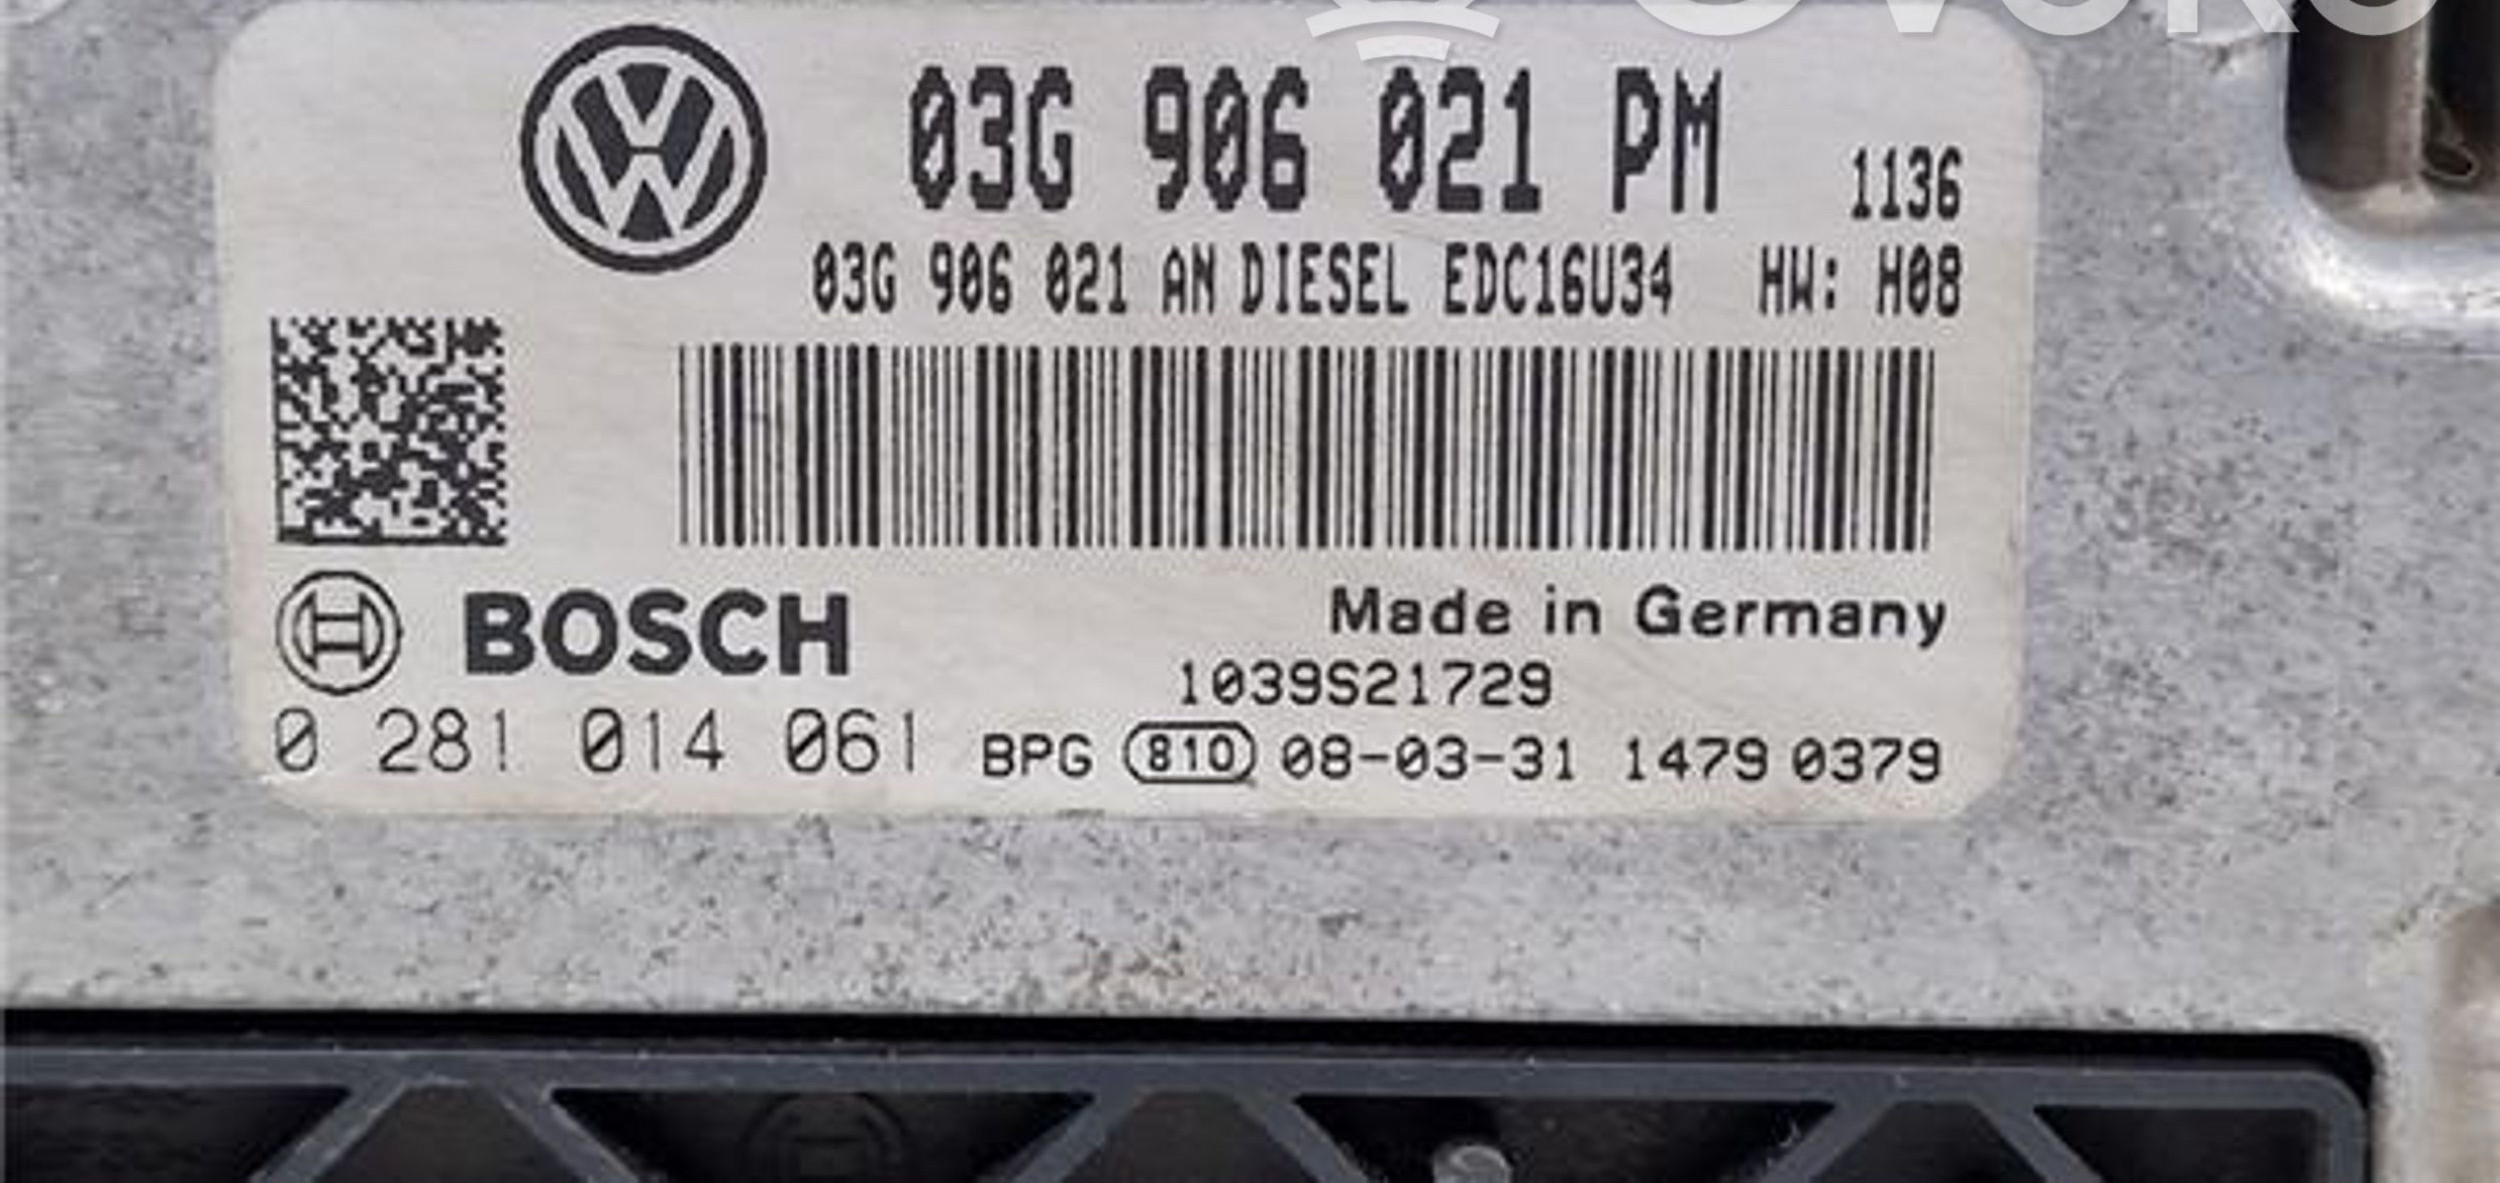 03G 906 021 PM 1136
03G 906 021 AN DIESEL EDC16U34 HW: H08
BOSCH
Made in Germany
1039S21729
0 281 014 061 BPG 810 08-03-31 1479 0379